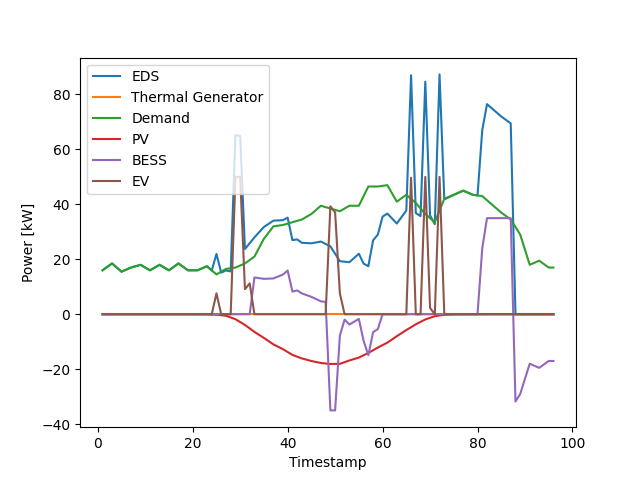 EDS
Thermal Generator
Demand
PV
BESS
EV
Power [kW]
80
60
40
20
0
−20
−40
0 20 40 60 80 100
Timestamp